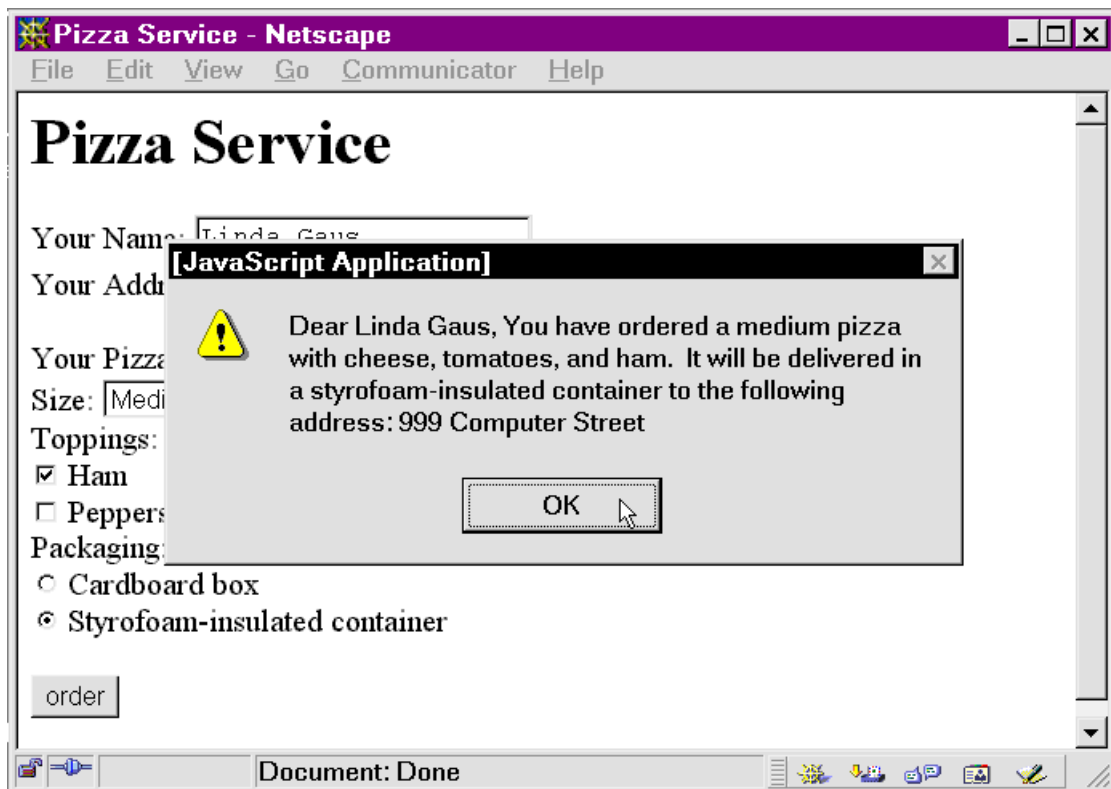 Pizza Service - Netscape
File Edit View Go Communicator Help
Pizza Service
Your Name: Linda Gaus
Your Addr
[JavaScript Application]
Dear Linda Gaus, You have ordered a medium pizza
with cheese, tomatoes, and ham. It will be delivered in
a styrofoam-insulated container to the following
address: 999 Computer Street
OK
Your Pizza
Size: Medi
Toppings:
Ham
Peppers
Packaging:
Cardboard box
Styrofoam-insulated container
order
Document: Done